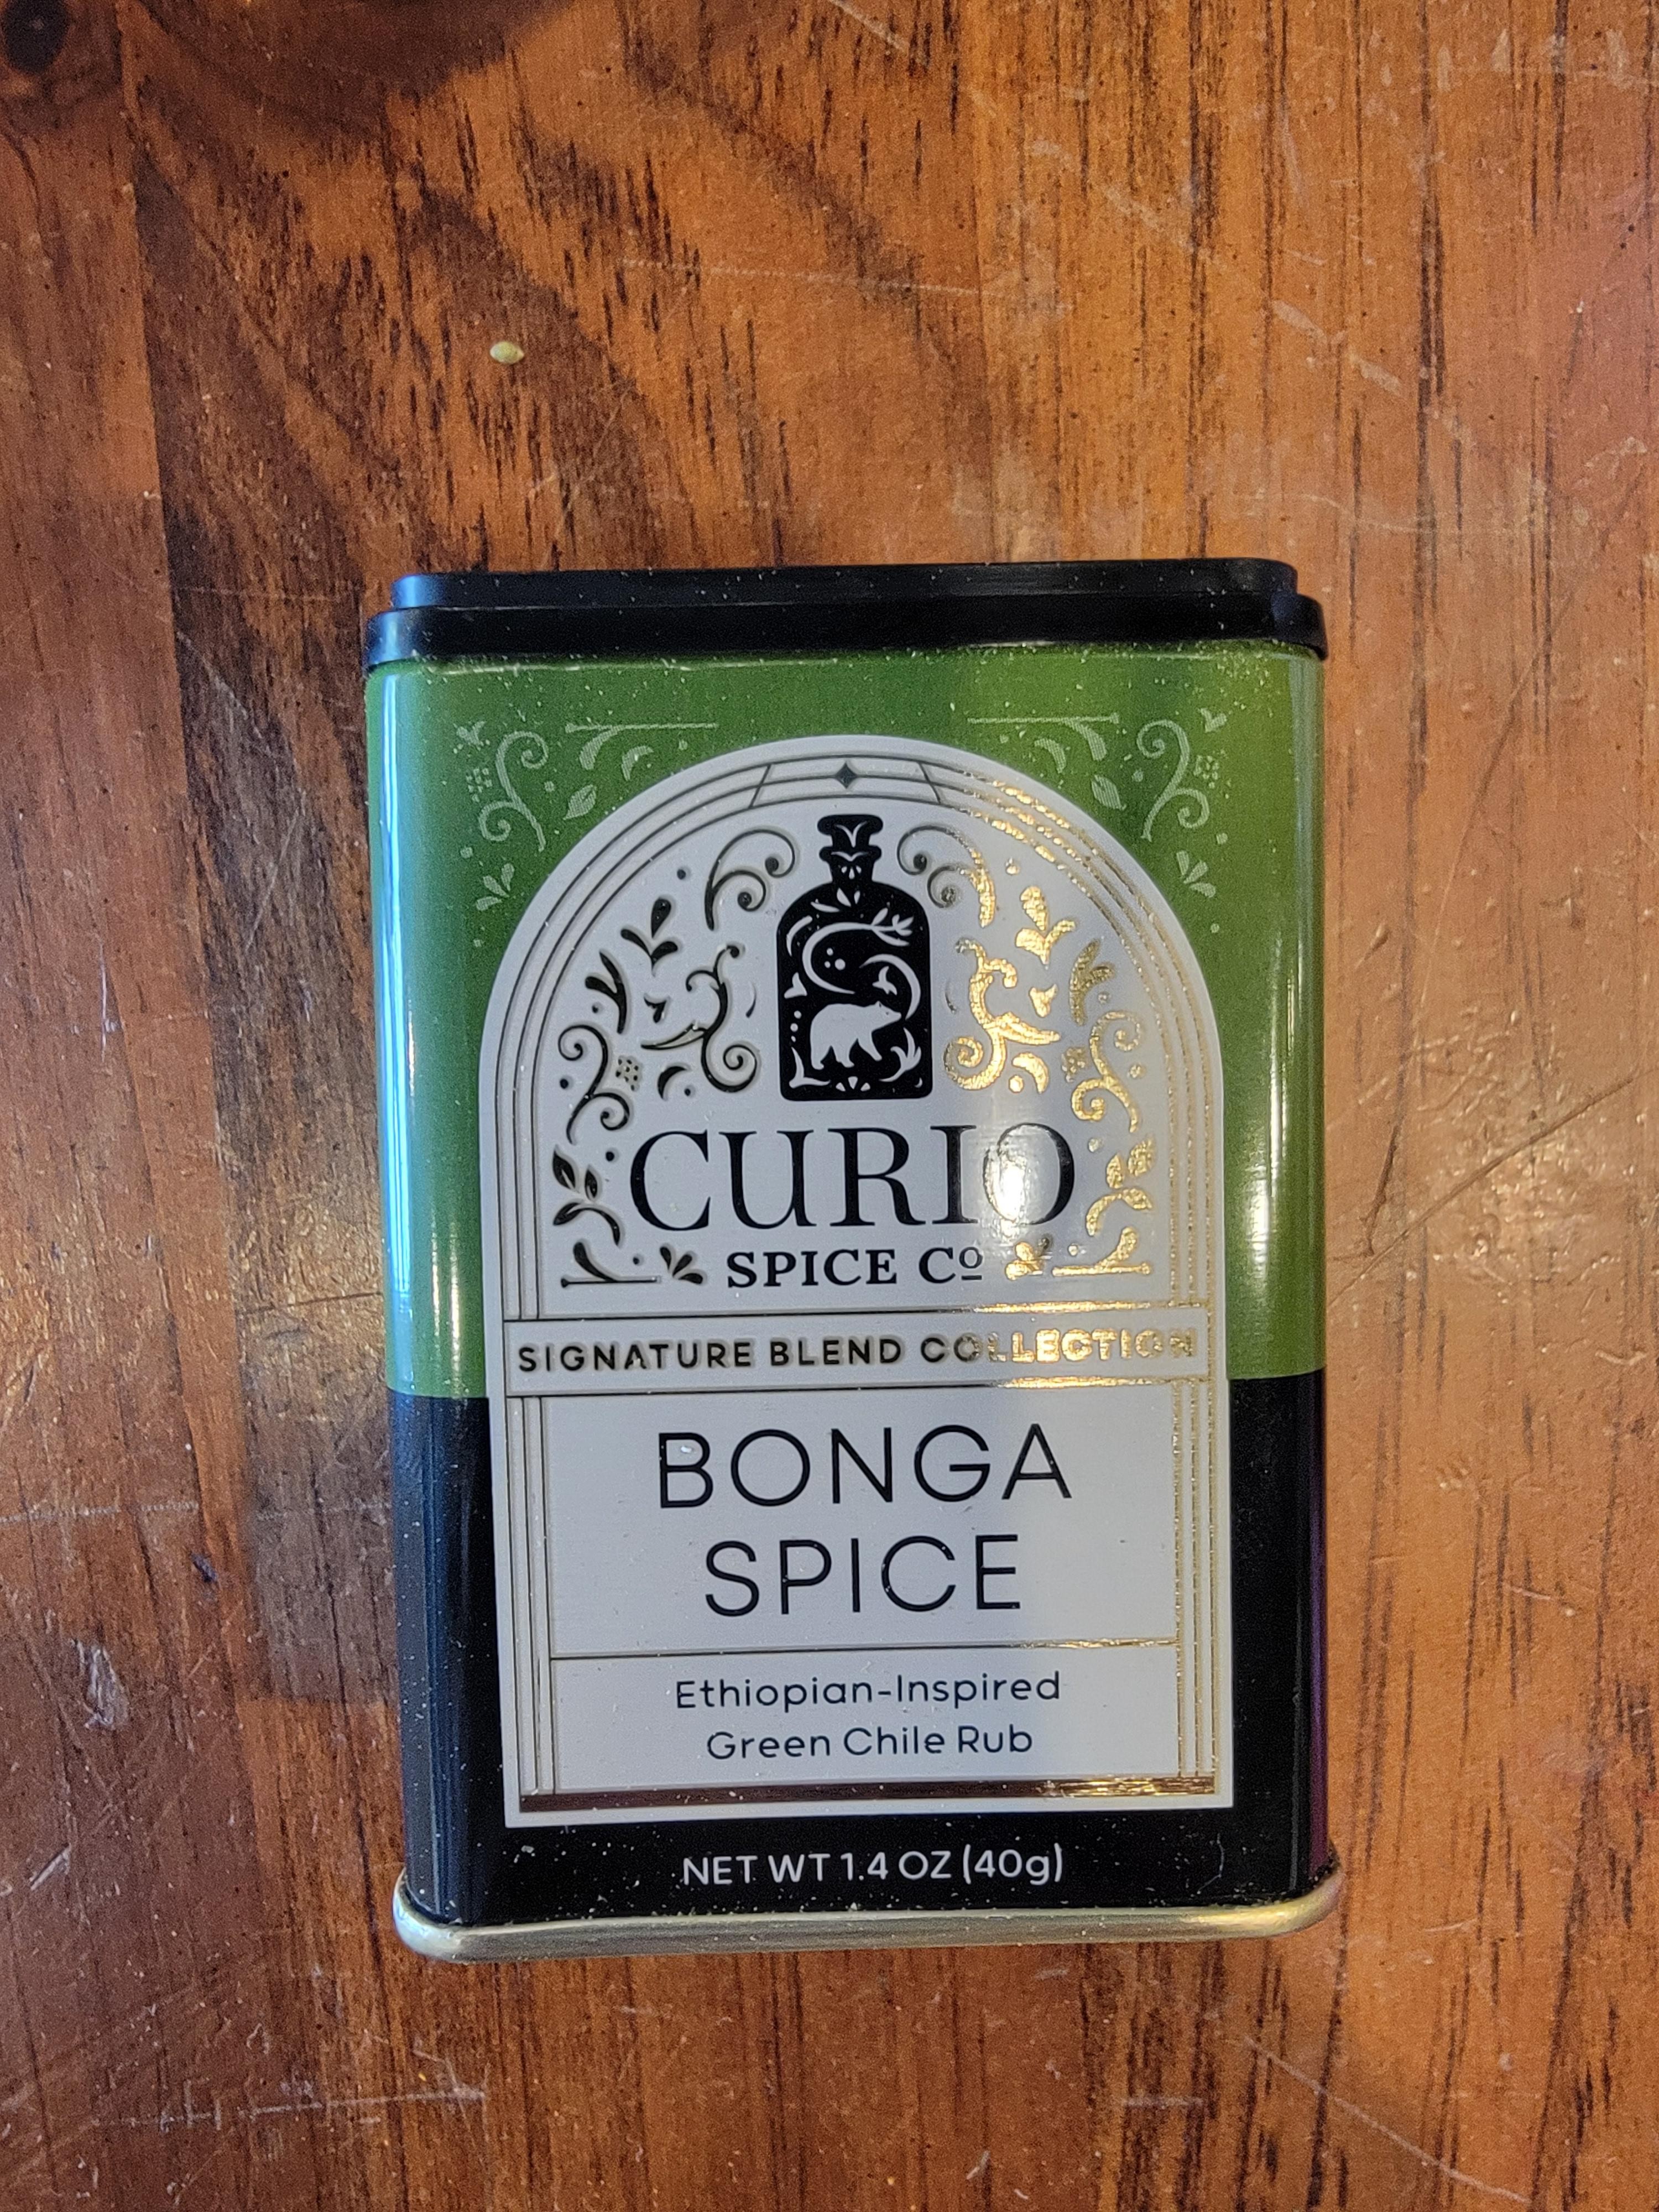 CURIO
SPICE Cº
SIGNATURE BLEND COLLECTION
BONGA
SPICE
Ethiopian-Inspired
Green Chile Rub
NET WT 1.4 OZ (40g)